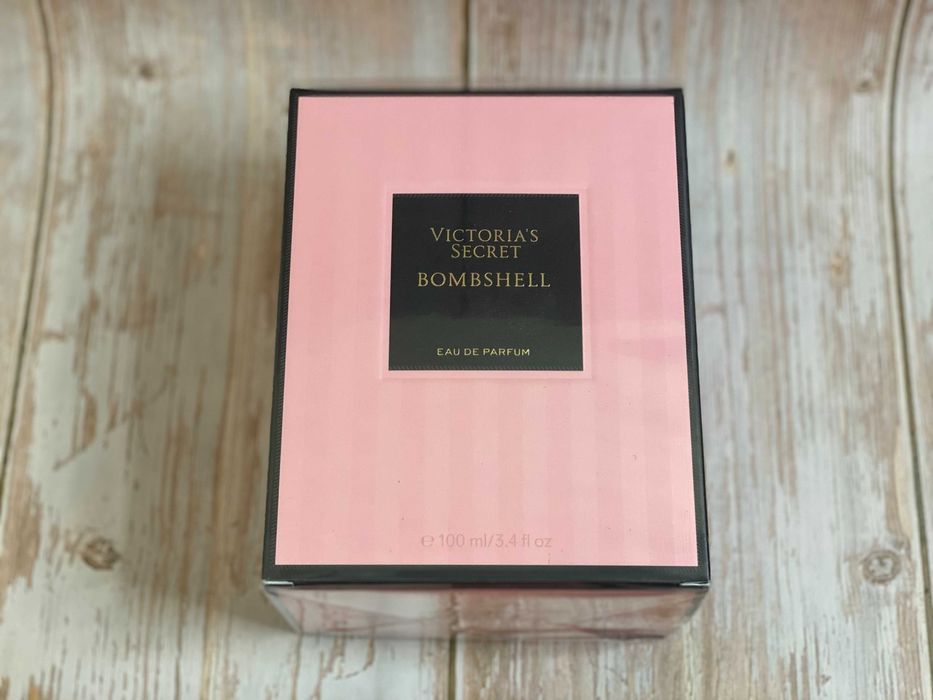 VICTORIA'S
SECRET
BOMBSHELL
EAU DE PARFUM
℮ 100 ml/3.4 fl oz